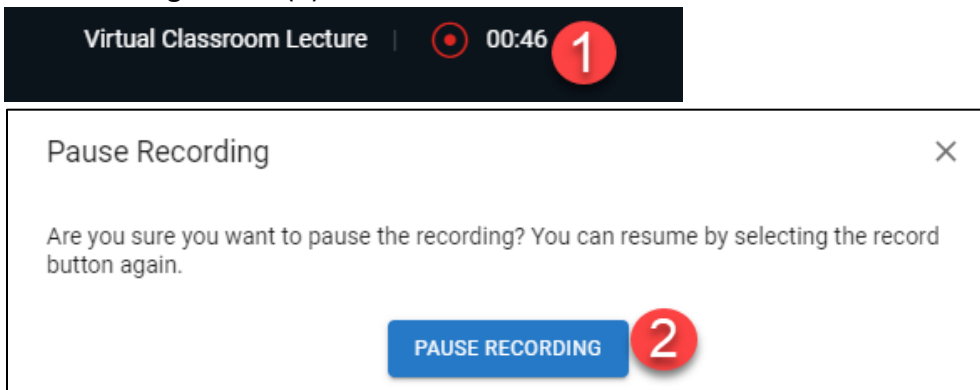 Virtual Classroom Lecture | 00:46 1
Pause Recording
Are you sure you want to pause the recording? You can resume by selecting the record
button again.
PAUSE RECORDING 2